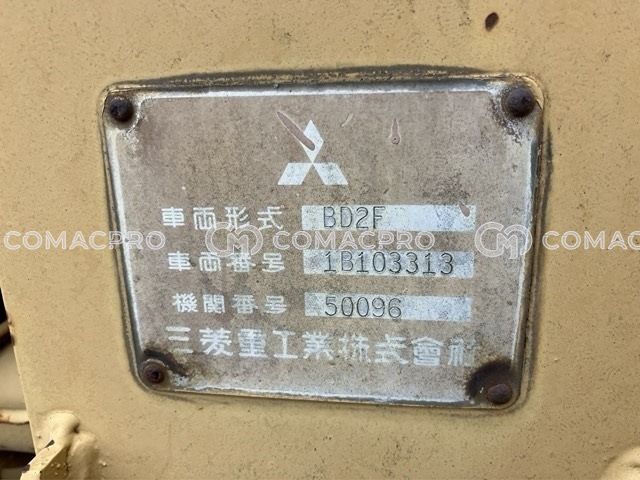 車両形式 BD2F
COMACPRO COMACPRO COMACPRO
車両番号 1B103313
機関番号 50096
三菱重工業株式會社